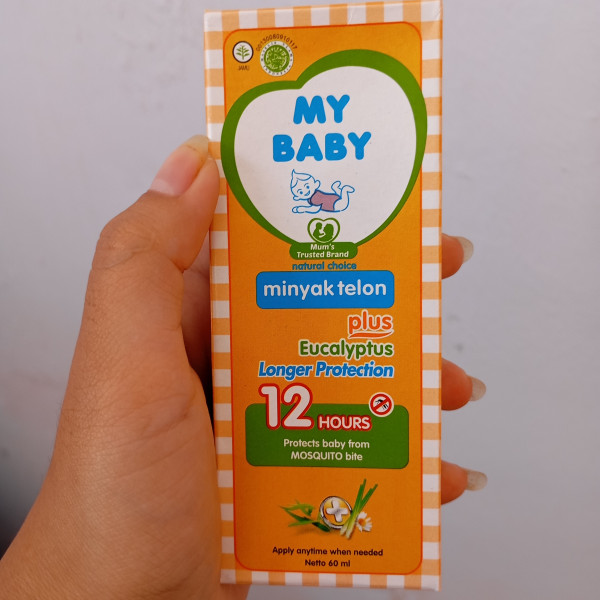 JAMU
MY
BABY
Mum's
Trusted Brand
natural choice
minyak telon
plus
Eucalyptus
Longer Protection
12 HOURS
Protects baby from
MOSQUITO bite
Apply anytime when needed
Netto 60 ml